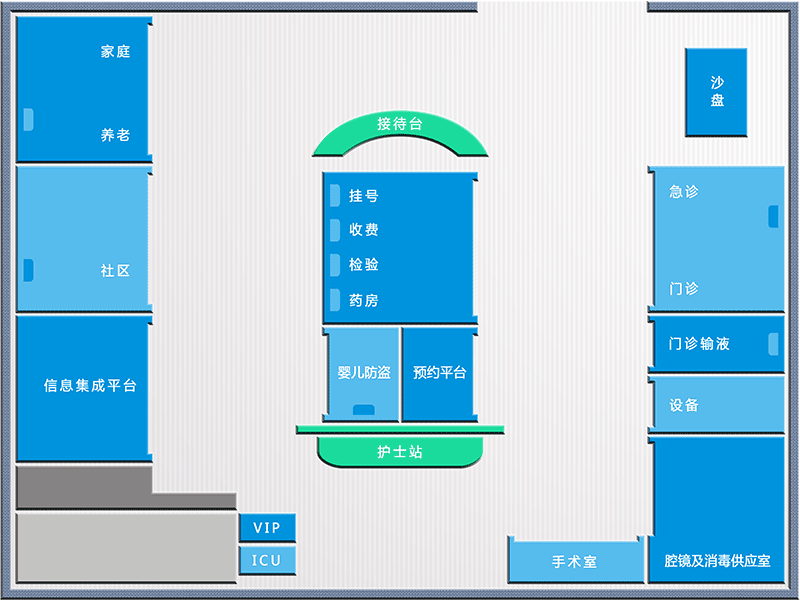 家庭
养老
社区
信息集成平台
接待台
挂号
收费
检验
药房
婴儿防盗
预约平台
护士站
VIP
ICU
沙
盘
急诊
门诊
门诊输液
设备
手术室
腔镜及消毒供应室